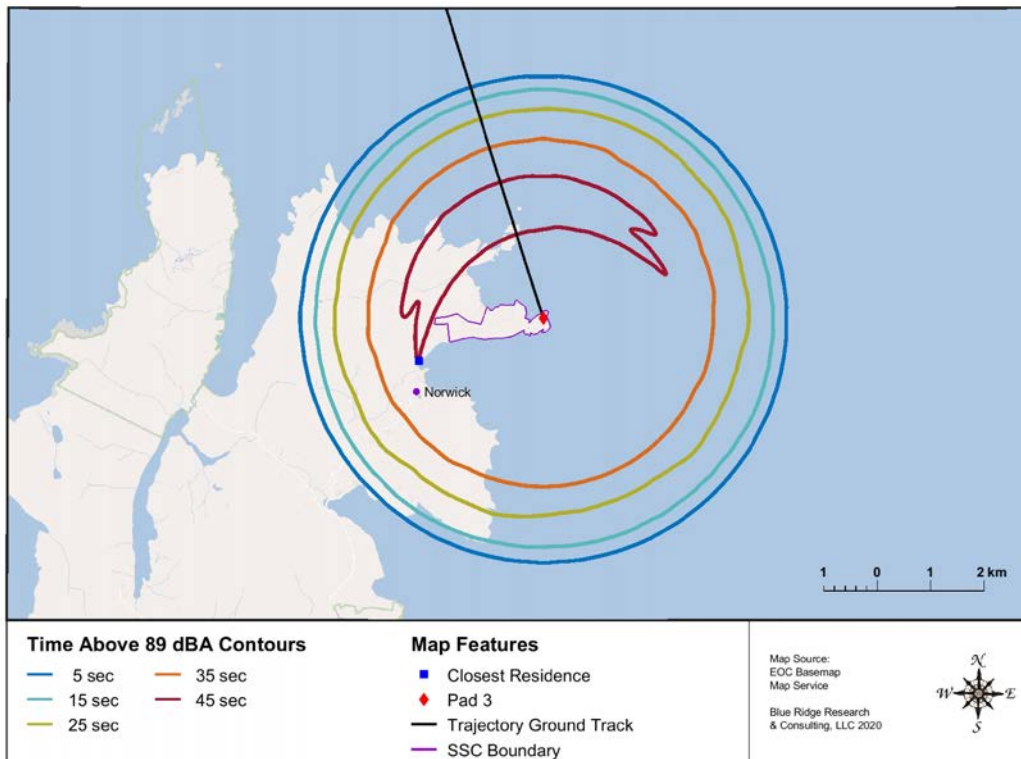 Norwick
1 0 1 2 km
Time Above 89 dBA Contours
5 sec
15 sec
25 sec
35 sec
45 sec
Map Features
Closest Residence
Pad 3
Trajectory Ground Track
SSC Boundary
Map Source:
EOC Basemap
Map Service
Blue Ridge Research
& Consulting, LLC 2020
N
W E
S